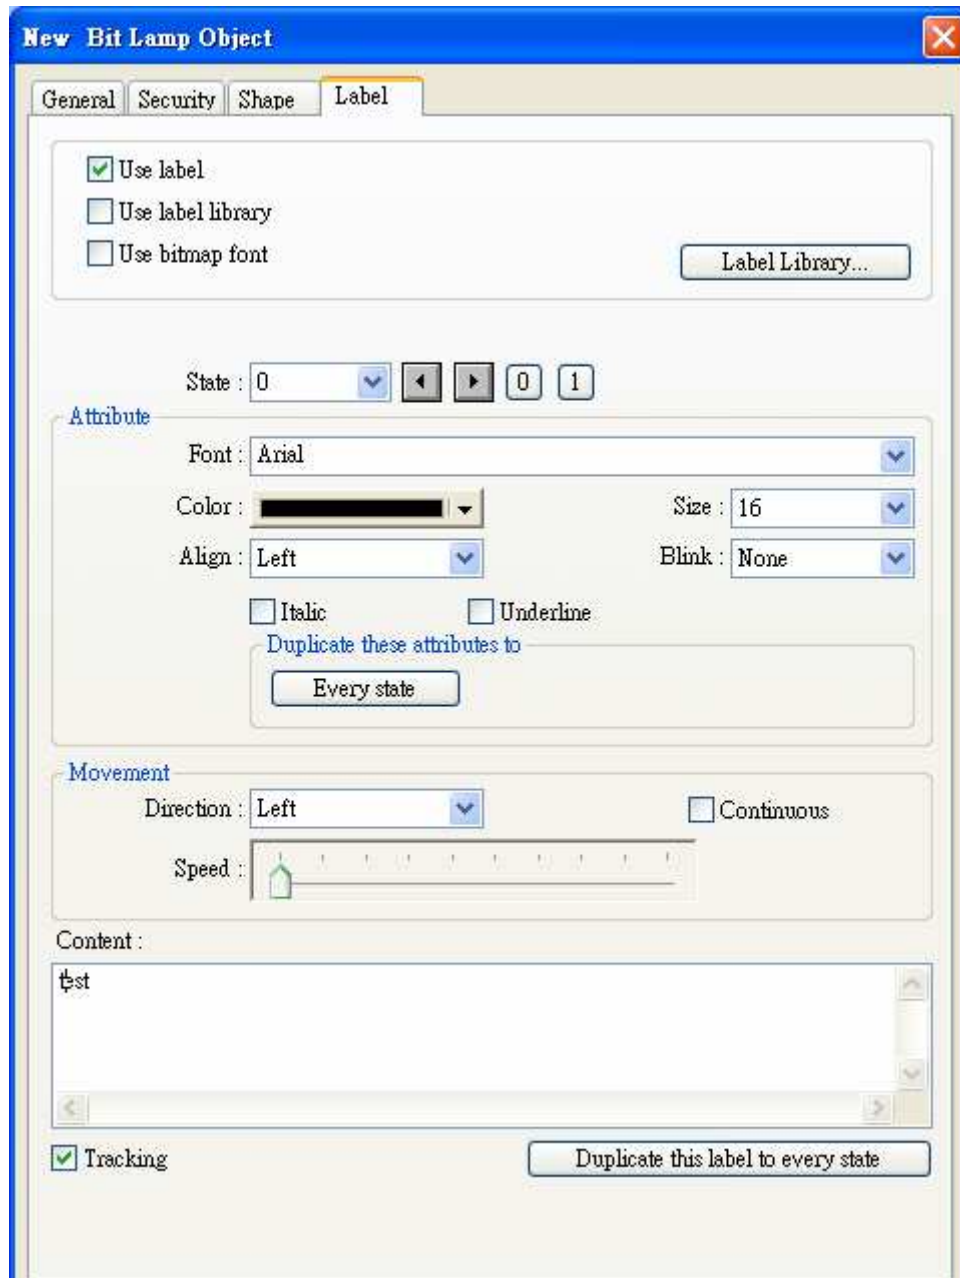 New Bit Lamp Object
General Security Shape Label
Use label
Use label library
Use bitmap font
Label Library...
State : 0 0 1
Attribute
Font : Arial
Color : Size : 16
Align : Left Blink : None
Italic Underline
Duplicate these attributes to
Every state
Movement
Direction : Left Continuous
Speed :
Content :
test
Tracking Duplicate this label to every state